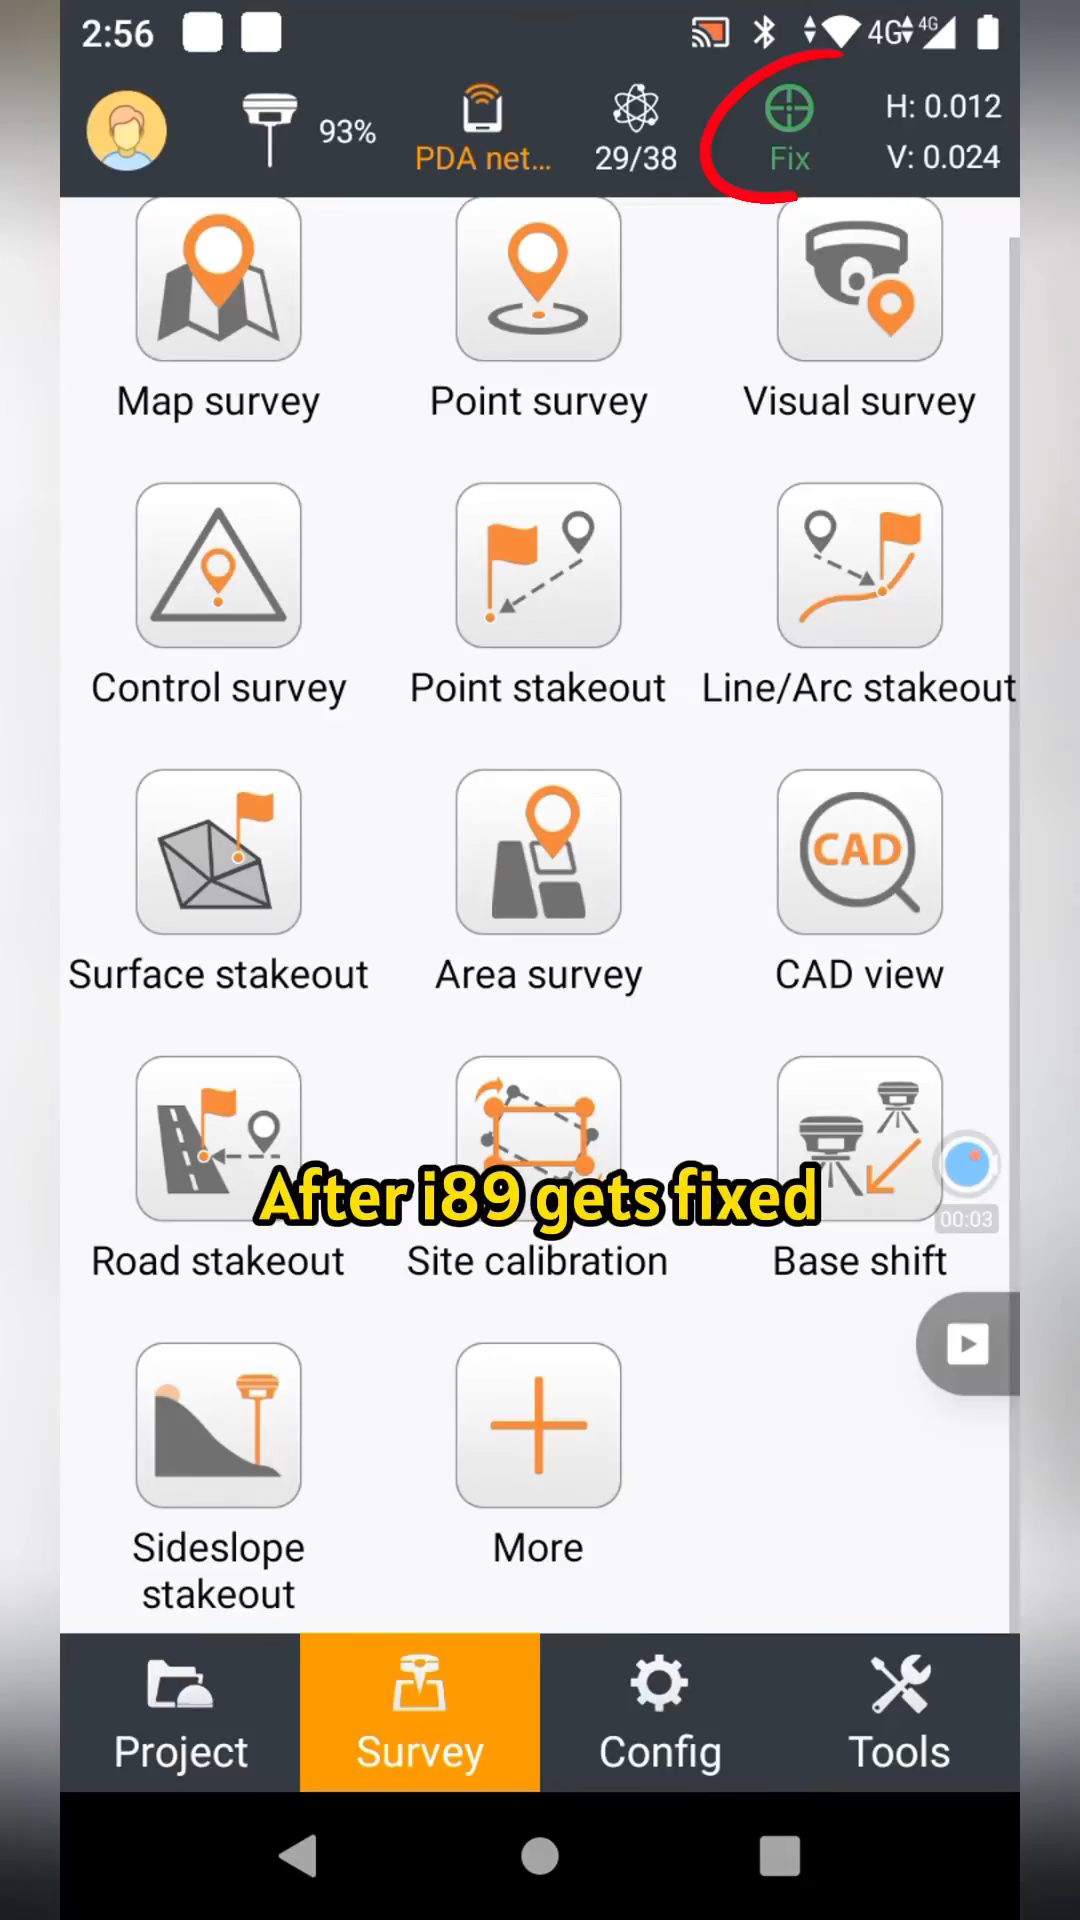 2:56
4G 4G
93%
PDA net...
29/38
Fix
H: 0.012
V: 0.024
Map survey
Point survey
Visual survey
Control survey
Point stakeout
Line/Arc stakeout
CAD
Surface stakeout
Area survey
CAD view
After i89 gets fixed
00:03
Road stakeout
Site calibration
Base shift
Sideslope
stakeout
More
Project
Survey
Config
Tools